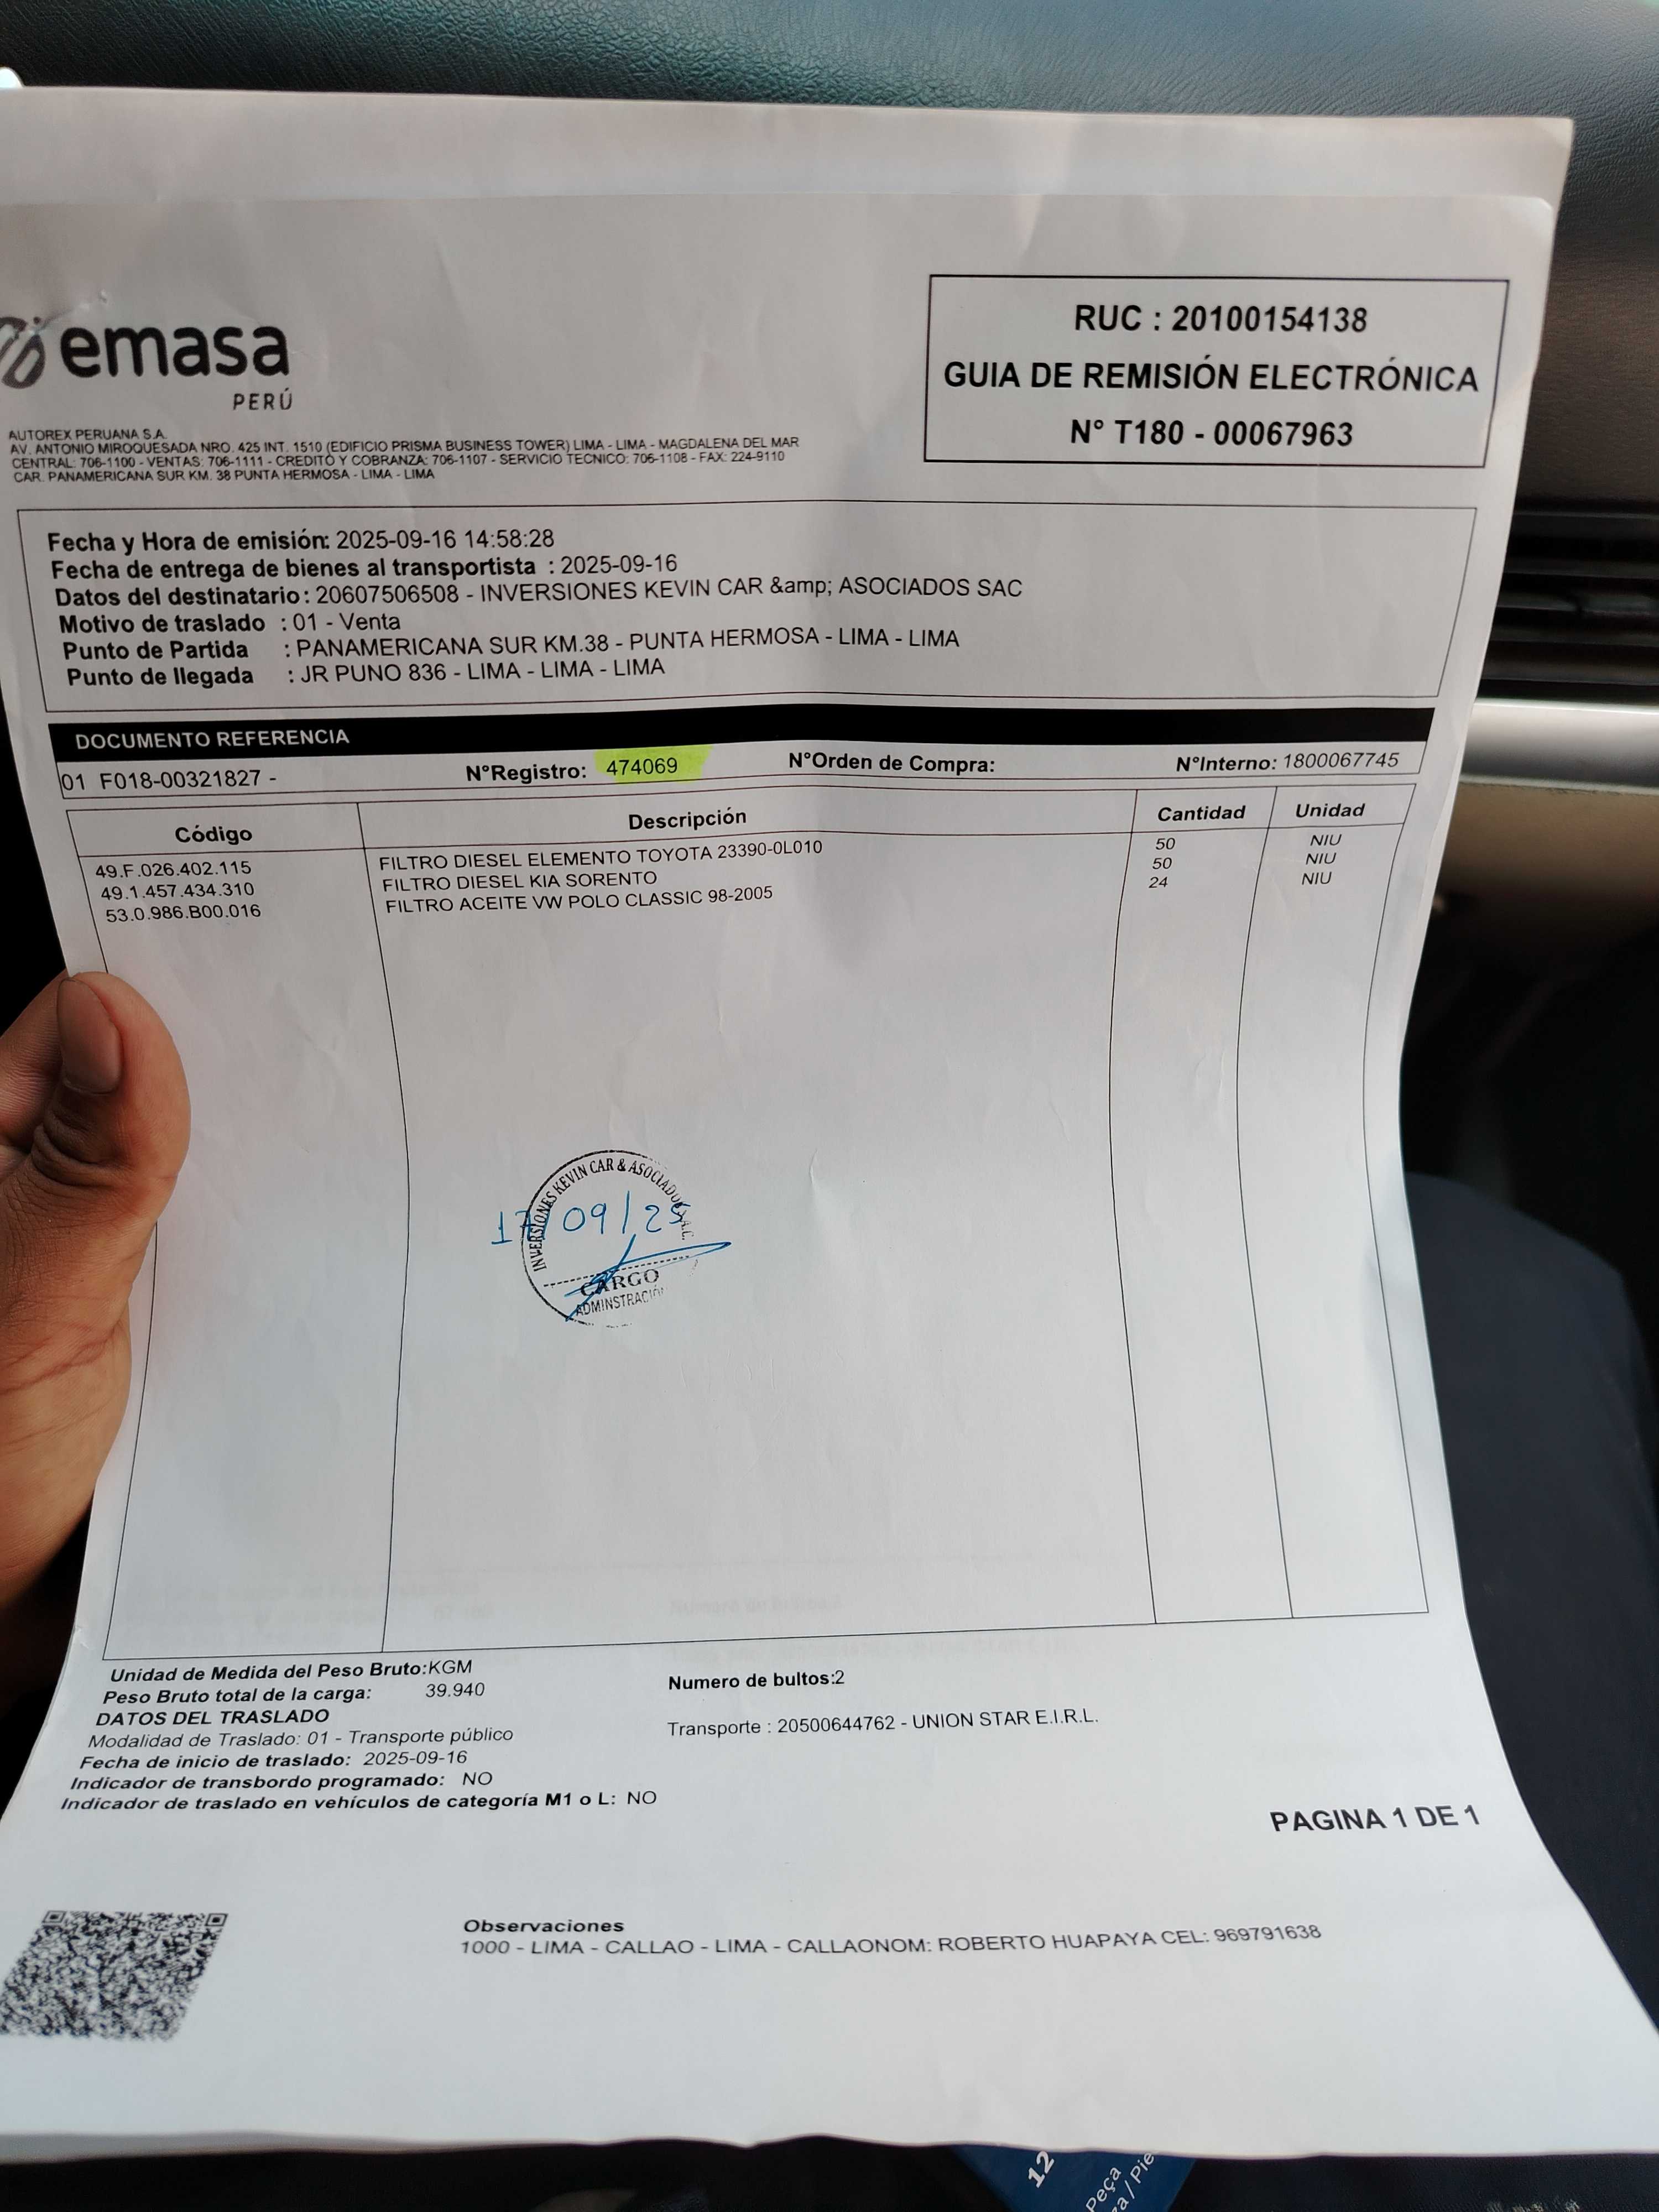 emasa
PERÚ
RUC : 20100154138
GUIA DE REMISIÓN ELECTRÓNICA
N° T180 - 00067963
AUTOREX PERUANA S.A.
AV. ANTONIO MIROQUESADA NRO. 425 INT. 1510 (EDIFICIO PRISMA BUSINESS TOWER) LIMA - LIMA - MAGDALENA DEL MAR
CENTRAL: 706-1100 - VENTAS: 706-1111 - CREDITO Y COBRANZA: 706-1107 - SERVICIO TECNICO: 706-1108 - FAX: 224-9110
CAR. PANAMERICANA SUR KM. 38 PUNTA HERMOSA - LIMA - LIMA
Fecha y Hora de emisión: 2025-09-16 14:58:28
Fecha de entrega de bienes al transportista : 2025-09-16
Datos del destinatario : 20607506508 - INVERSIONES KEVIN CAR &amp; ASOCIADOS SAC
Motivo de traslado : 01 - Venta
Punto de Partida : PANAMERICANA SUR KM.38 - PUNTA HERMOSA - LIMA - LIMA
Punto de llegada : JR PUNO 836 - LIMA - LIMA - LIMA
DOCUMENTO REFERENCIA
01 F018-00321827 - N°Registro: 474069 N°Orden de Compra: N°Interno: 1800067745
Código Descripción Cantidad Unidad
49.F.026.402.115 FILTRO DIESEL ELEMENTO TOYOTA 23390-0L010 50 NIU
49.1.457.434.310 FILTRO DIESEL KIA SORENTO 50 NIU
53.0.986.B00.016 FILTRO ACEITE VW POLO CLASSIC 98-2005 24 NIU
INVERSIONES KEVIN CAR & ASOCIADOS S.A.C.
17/09/25
CARGO
ADMINSTRACIÓN
Unidad de Medida del Peso Bruto:KGM
Peso Bruto total de la carga: 39.940
Numero de bultos:2
DATOS DEL TRASLADO
Modalidad de Traslado: 01 - Transporte público
Transporte : 20500644762 - UNION STAR E.I.R.L.
Fecha de inicio de traslado: 2025-09-16
Indicador de transbordo programado: NO
Indicador de traslado en vehículos de categoría M1 o L: NO
PAGINA 1 DE 1
Observaciones
1000 - LIMA - CALLAO - LIMA - CALLAONOM: ROBERTO HUAPAYA CEL: 969791638
12
Peça